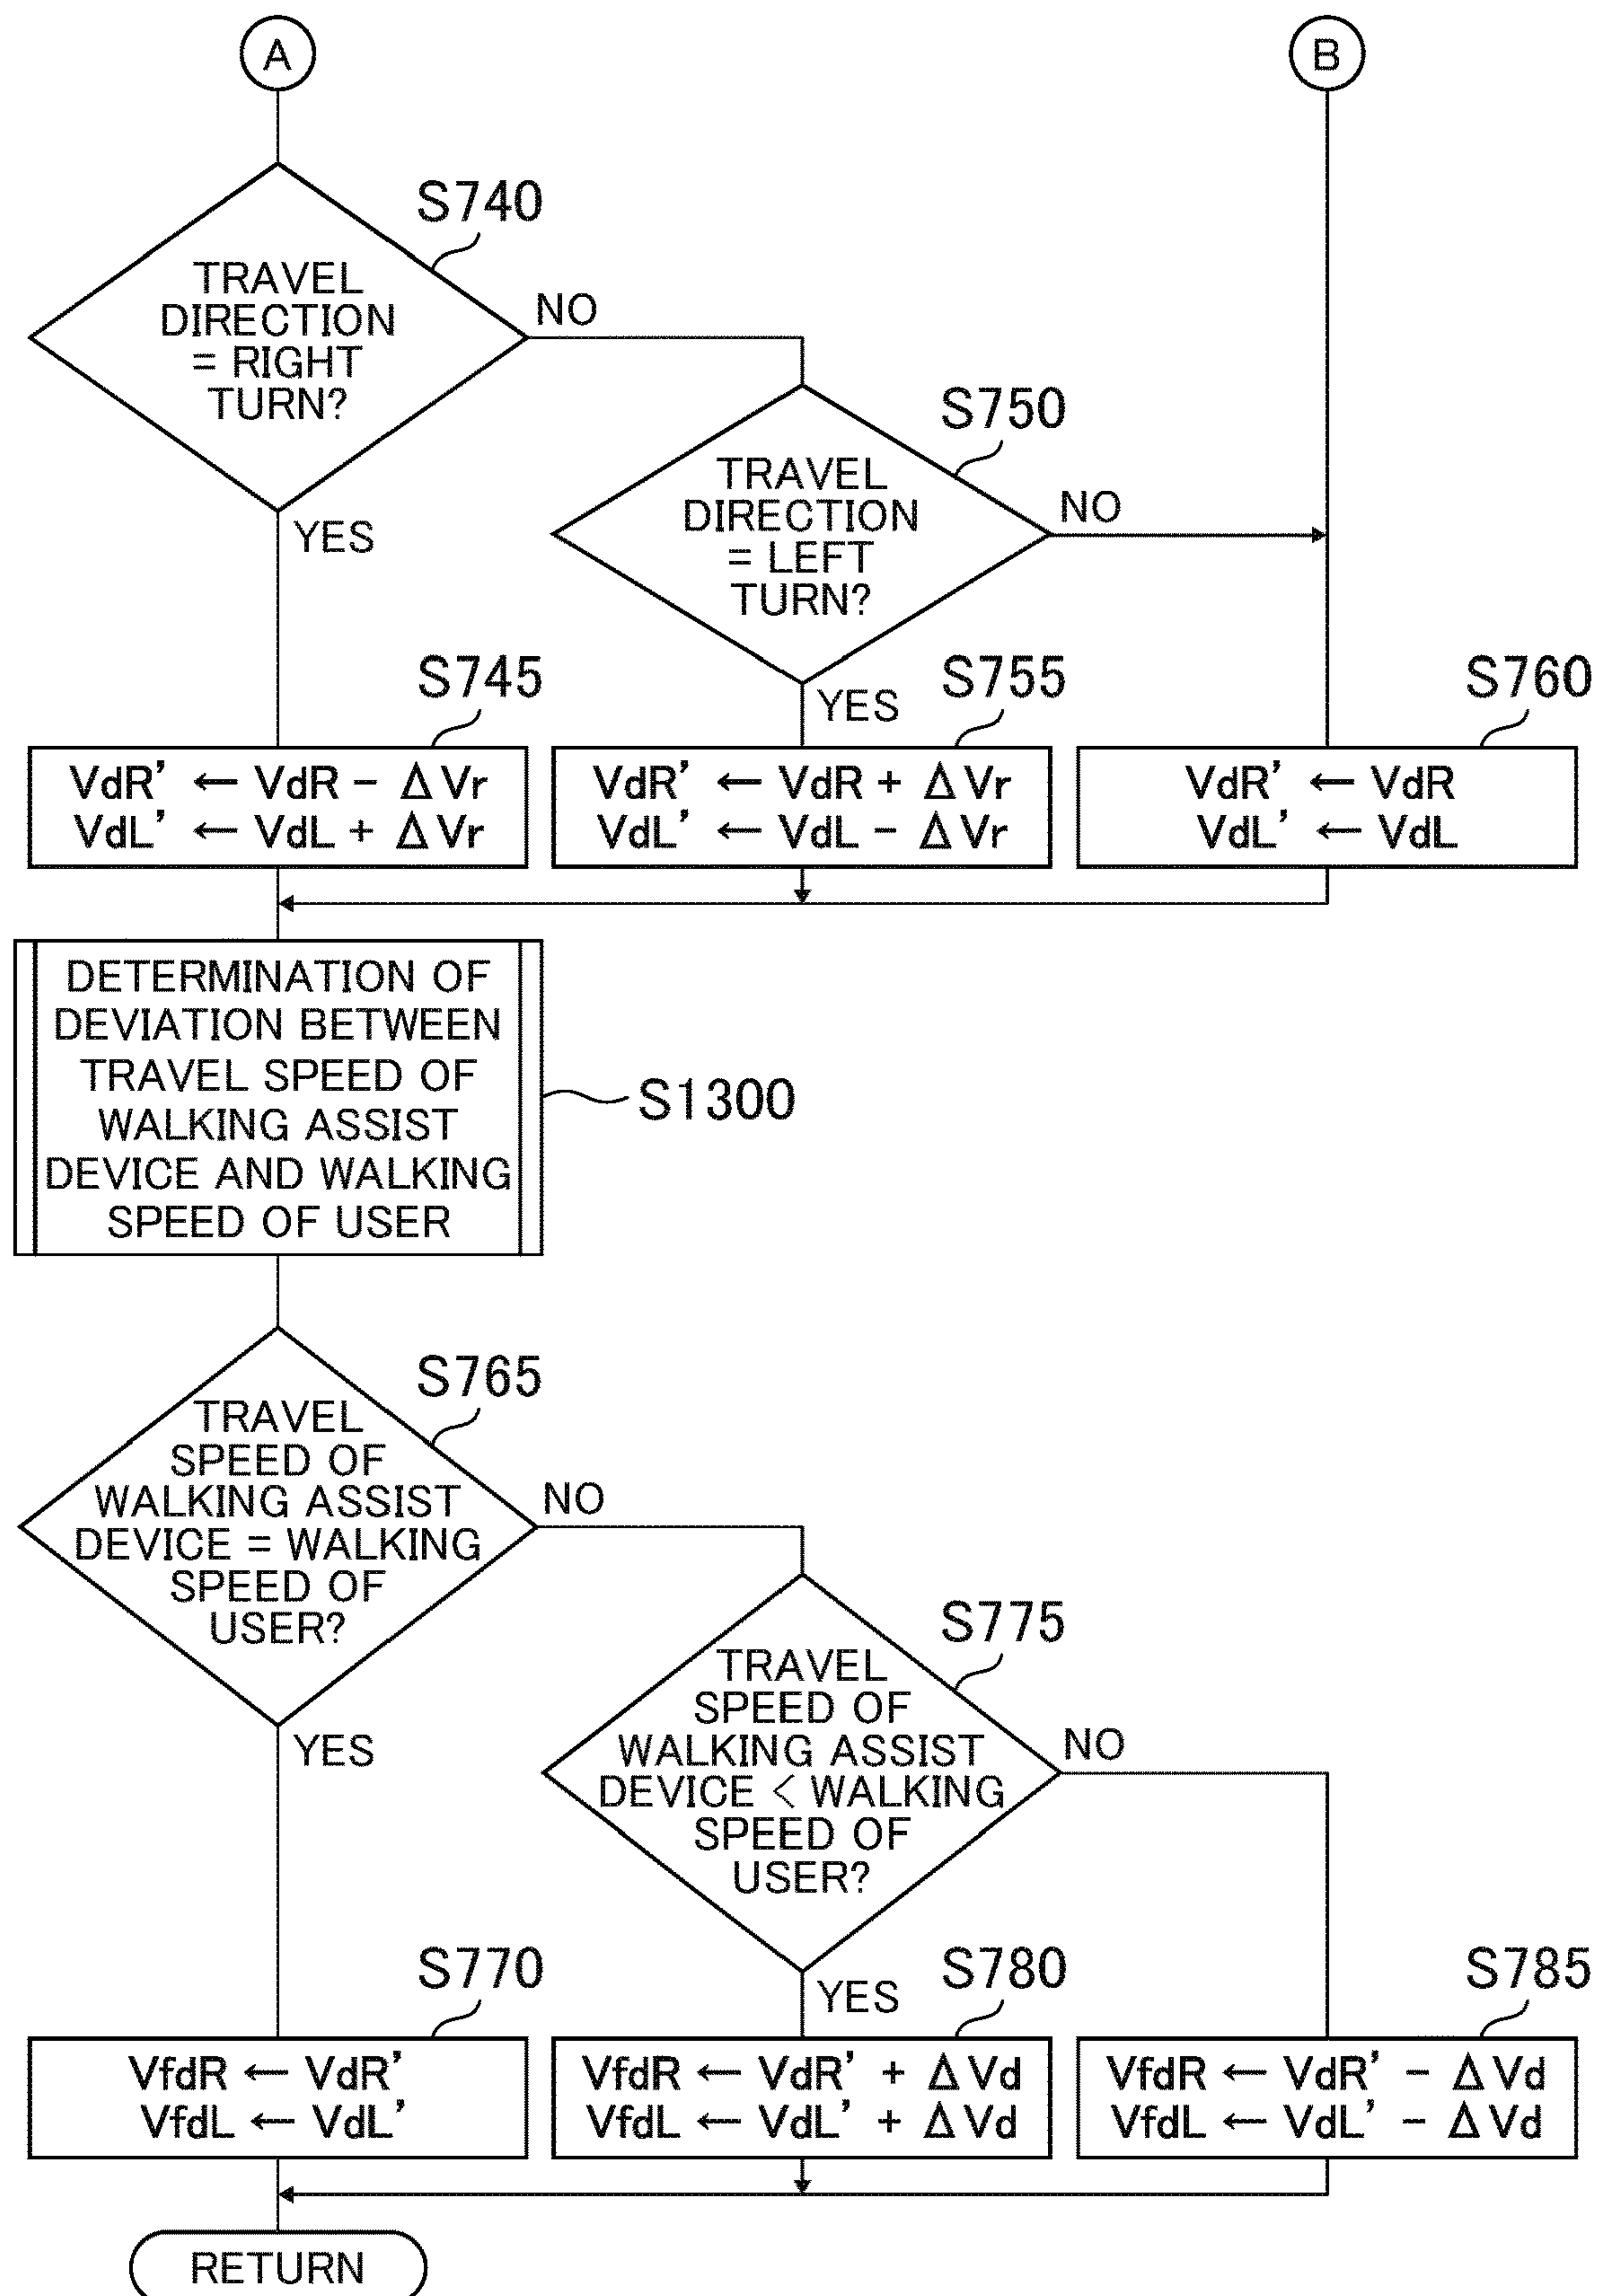 A
B
S740
TRAVEL
DIRECTION
= RIGHT
TURN?
NO
YES
S750
TRAVEL
DIRECTION
= LEFT
TURN?
NO
YES
S745
VdR' ← VdR - ΔVr
VdL' ← VdL + ΔVr
S755
VdR' ← VdR + ΔVr
VdL' ← VdL - ΔVr
S760
VdR' ← VdR
VdL' ← VdL
DETERMINATION OF
DEVIATION BETWEEN
TRAVEL SPEED OF
WALKING ASSIST
DEVICE AND WALKING
SPEED OF USER
S1300
S765
TRAVEL
SPEED OF
WALKING ASSIST
DEVICE = WALKING
SPEED OF
USER?
NO
YES
S775
TRAVEL
SPEED OF
WALKING ASSIST
DEVICE < WALKING
SPEED OF
USER?
NO
YES
S770
VfdR ← VdR'
VfdL ← VdL'
S780
VfdR ← VdR' + ΔVd
VfdL ← VdL' + ΔVd
S785
VfdR ← VdR' - ΔVd
VfdL ← VdL' - ΔVd
RETURN